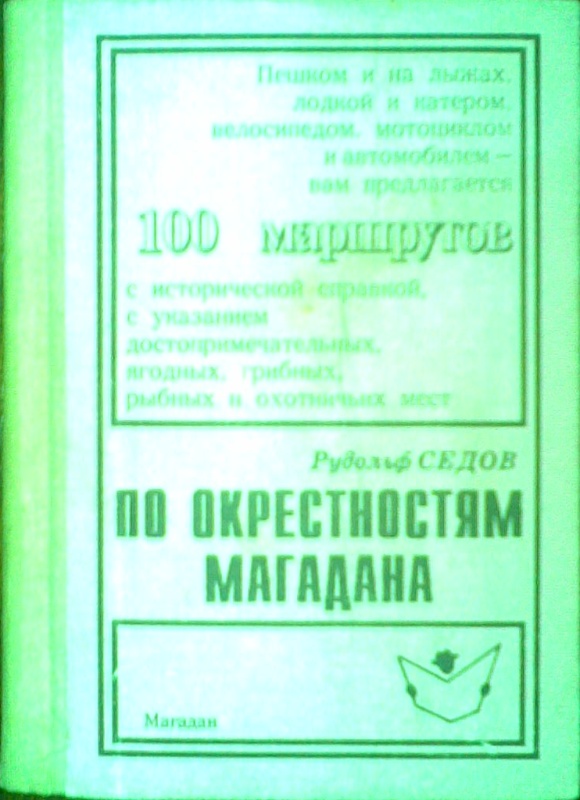 Пешком и на лыжах,
лодкой и катером,
велосипедом, мотоциклом
и автомобилем –
вам предлагается
100 маршрутов
с исторической справкой,
с указанием
достопримечательных,
ягодных, грибных,
рыбных и охотничьих мест
Рудольф СЕДОВ
ПО ОКРЕСТНОСТЯМ
МАГАДАНА
Магадан